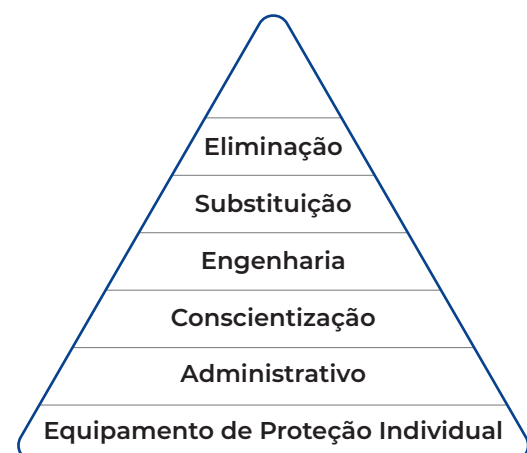 Eliminação
Substituição
Engenharia
Conscientização
Administrativo
Equipamento de Proteção Individual